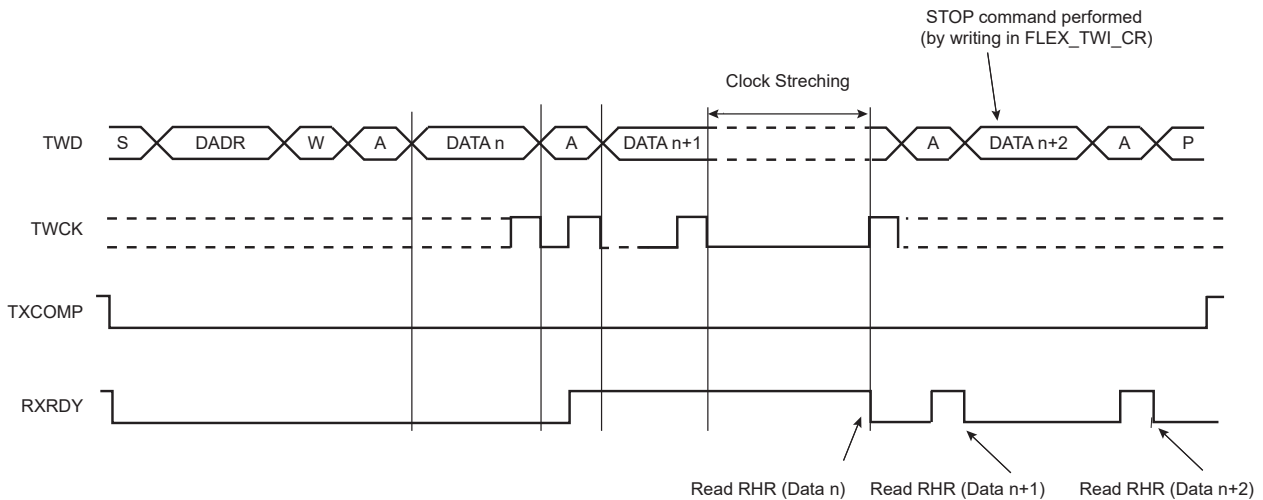 STOP command performed
(by writing in FLEX_TWI_CR)
Clock Streching
TWD S DADR W A DATA n A DATA n+1 A DATA n+2 A P
TWCK
TXCOMP
RXRDY
Read RHR (Data n) Read RHR (Data n+1) Read RHR (Data n+2)